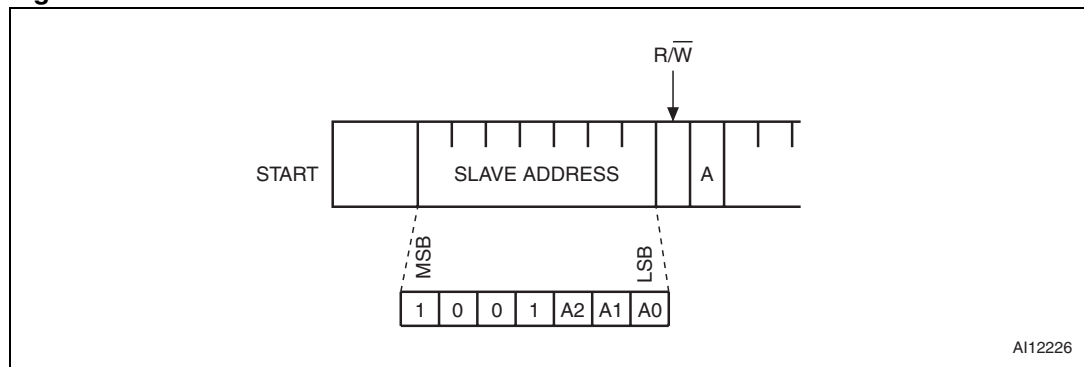 R/W̅
START
SLAVE ADDRESS
A
MSB
LSB
1 0 0 1 A2 A1 A0
AI12226